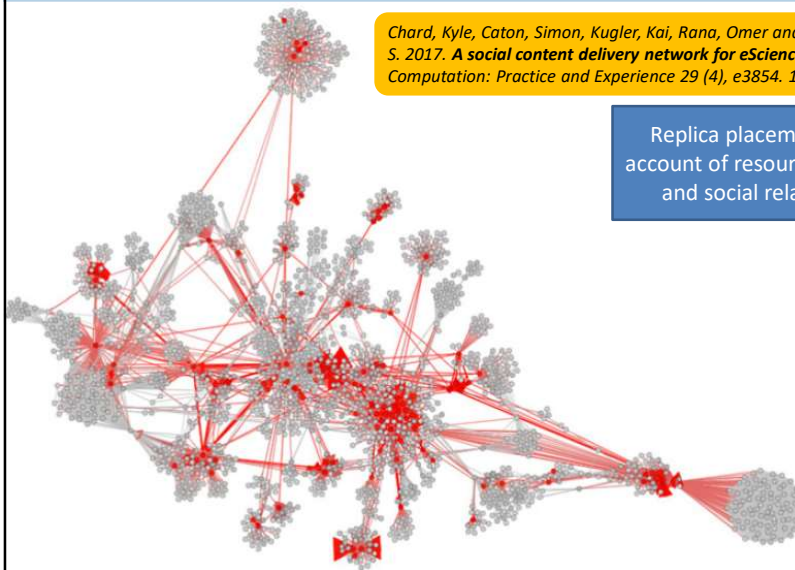 Chard, Kyle, Caton, Simon, Kugler, Kai, Rana, Omer and
S. 2017. A social content delivery network for eScienc
Computation: Practice and Experience 29 (4), e3854. 1
Replica placem
account of resour
and social rela